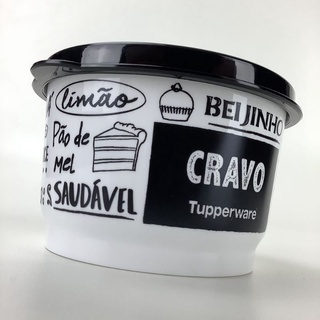 limão
BEIJINHO
Pão de
Mel
CRAVO
SAUDÁVEL
Tupperware